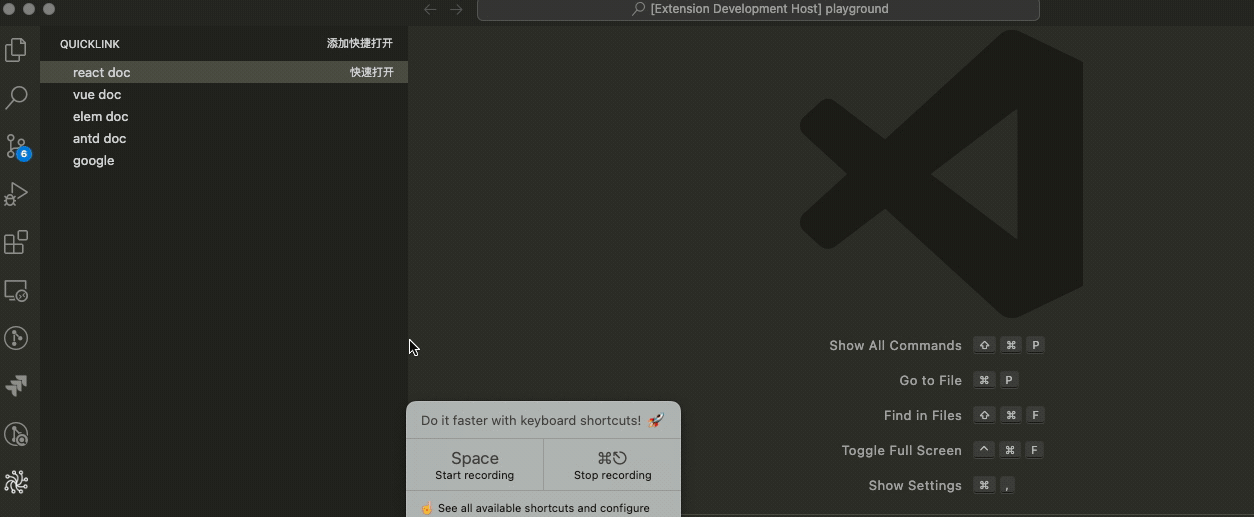 [Extension Development Host] playground
QUICKLINK 添加快捷打开
react doc 快速打开
vue doc
elem doc
antd doc
google
6
Show All Commands ⇧ ⌘ P
Go to File ⌘ P
Find in Files ⇧ ⌘ F
Toggle Full Screen ⌃ ⌘ F
Show Settings ⌘ ,
Do it faster with keyboard shortcuts! 🚀
Space ⌘⎋
Start recording Stop recording
☝️ See all available shortcuts and configure